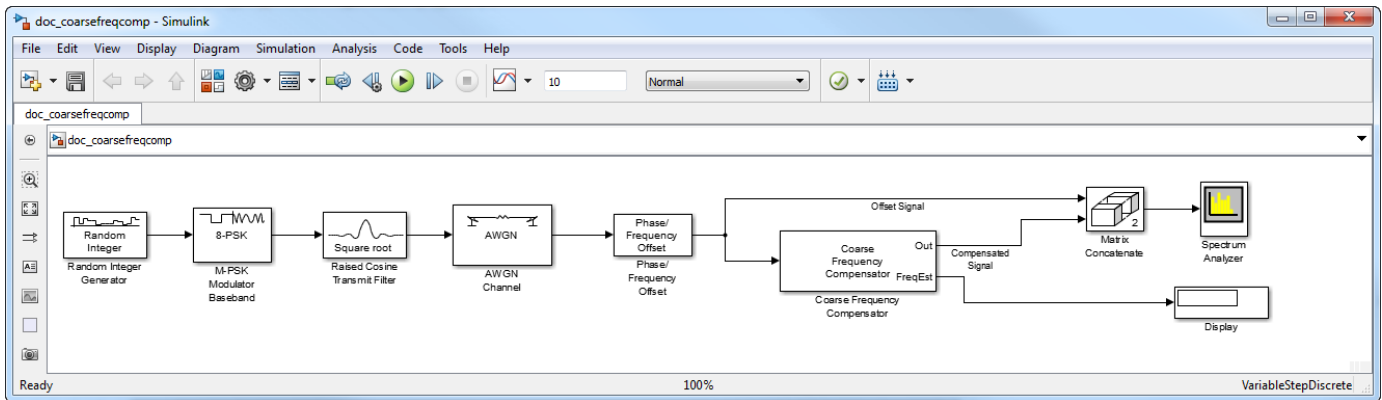 doc_coarsefreqcomp - Simulink
File Edit View Display Diagram Simulation Analysis Code Tools Help
10 Normal
doc_coarsefreqcomp
doc_coarsefreqcomp
Random
Integer
Random Integer
Generator
8-PSK
M-PSK
Modulator
Baseband
Square root
Raised Cosine
Transmit Filter
AWGN
AWGN
Channel
Phase/
Frequency
Offset
Phase/
Frequency
Offset
Offset Signal
Coarse
Frequency
Compensator
Out
FreqEst
Coarse Frequency
Compensator
Compensated
Signal
2
Matrix
Concatenate
Spectrum
Analyzer
Display
Ready 100% VariableStepDiscrete